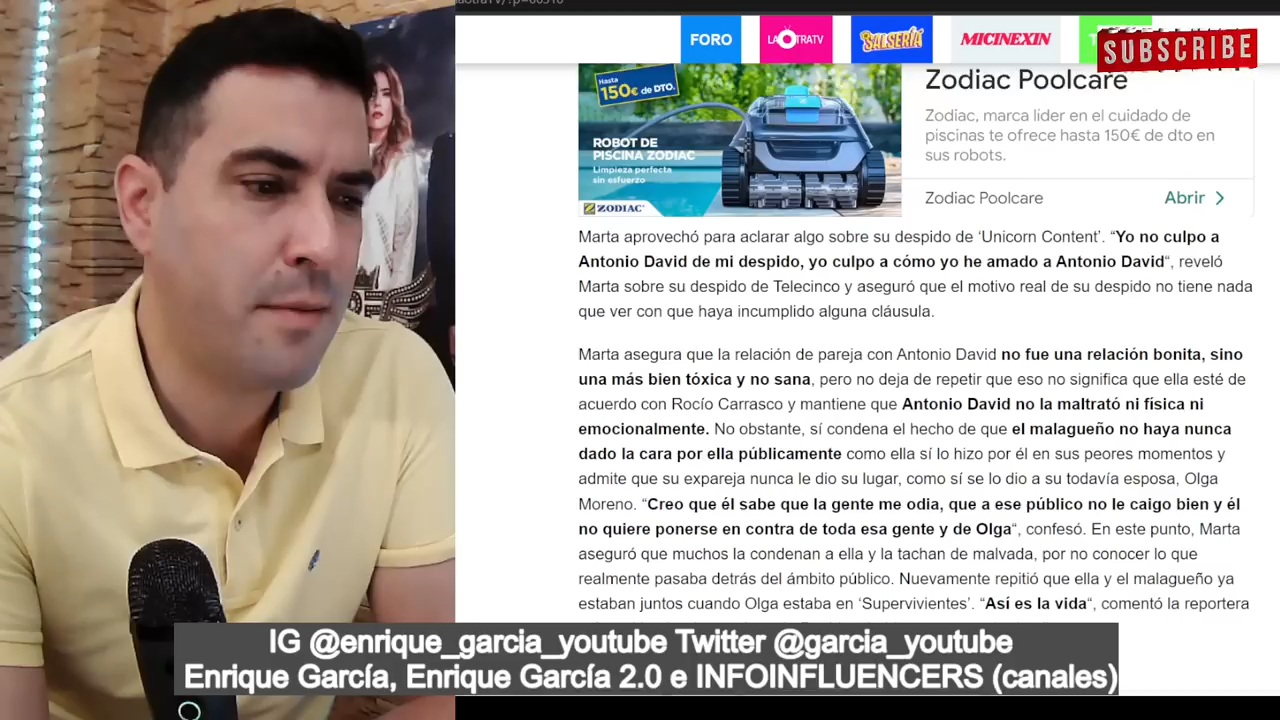 FORO
LA OTRATV
SALSERÍA
MICINEXIN
SUBSCRIBE
Hasta
150€ de DTO.
ROBOT DE
PISCINA ZODIAC
Limpieza perfecta
sin esfuerzo
ZODIAC
Zodiac Poolcare
Zodiac, marca líder en el cuidado de
piscinas te ofrece hasta 150€ de dto en
sus robots.
Zodiac Poolcare
Abrir
Marta aprovechó para aclarar algo sobre su despido de ‘Unicorn Content’. “Yo no culpo a
Antonio David de mi despido, yo culpo a cómo yo he amado a Antonio David“, reveló
Marta sobre su despido de Telecinco y aseguró que el motivo real de su despido no tiene nada
que ver con que haya incumplido alguna cláusula.
Marta asegura que la relación de pareja con Antonio David no fue una relación bonita, sino
una más bien tóxica y no sana, pero no deja de repetir que eso no significa que ella esté de
acuerdo con Rocío Carrasco y mantiene que Antonio David no la maltrató ni física ni
emocionalmente. No obstante, sí condena el hecho de que el malagueño no haya nunca
dado la cara por ella públicamente como ella sí lo hizo por él en sus peores momentos y
admite que su expareja nunca le dio su lugar, como sí se lo dio a su todavía esposa, Olga
Moreno. “Creo que él sabe que la gente me odia, que a ese público no le caigo bien y él
no quiere ponerse en contra de toda esa gente y de Olga“, confesó. En este punto, Marta
aseguró que muchos la condenan a ella y la tachan de malvada, por no conocer lo que
realmente pasaba detrás del ámbito público. Nuevamente repitió que ella y el malagueño ya
estaban juntos cuando Olga estaba en ‘Supervivientes’. “Así es la vida“, comentó la reportera
IG @enrique_garcia_youtube Twitter @garcia_youtube
Enrique García, Enrique García 2.0 e INFOINFLUENCERS (canales)